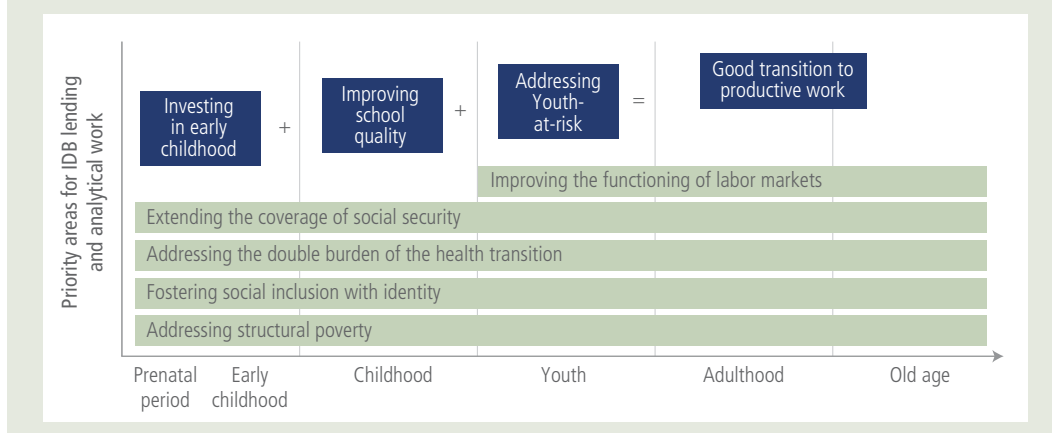 Priority areas for IDB lending
and analytical work
Investing
in early
childhood
+
Improving
school
quality
+
Addressing
Youth-
at-risk
=
Good transition to
productive work
Improving the functioning of labor markets
Extending the coverage of social security
Addressing the double burden of the health transition
Fostering social inclusion with identity
Addressing structural poverty
Prenatal
period
Early
childhood
Childhood
Youth
Adulthood
Old age